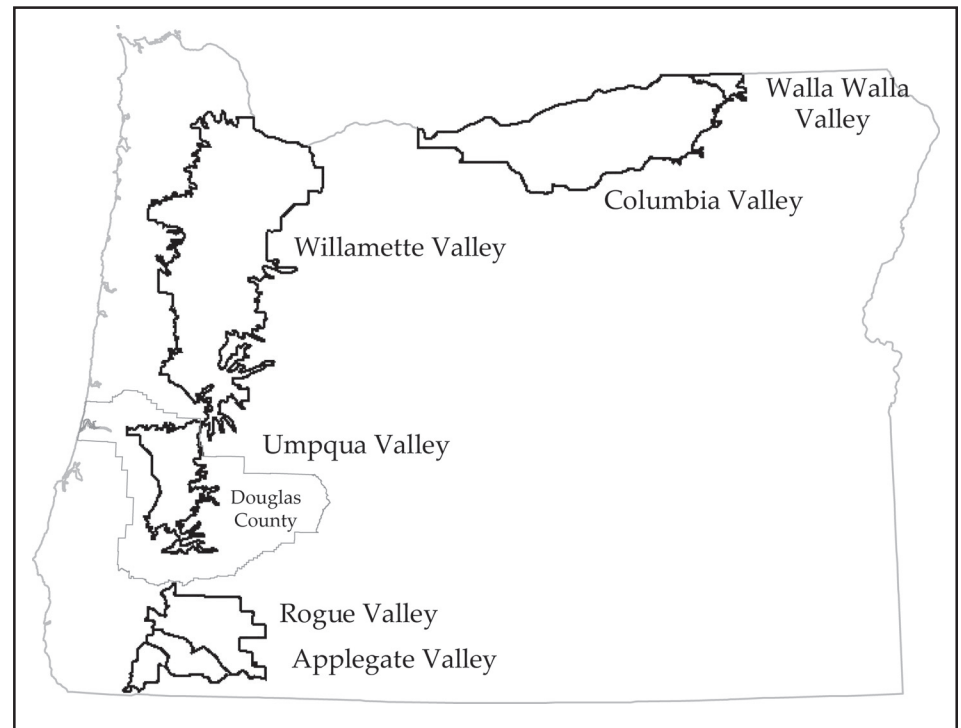 Walla Walla
Valley
Columbia Valley
Willamette Valley
Umpqua Valley
Douglas
County
Rogue Valley
Applegate Valley